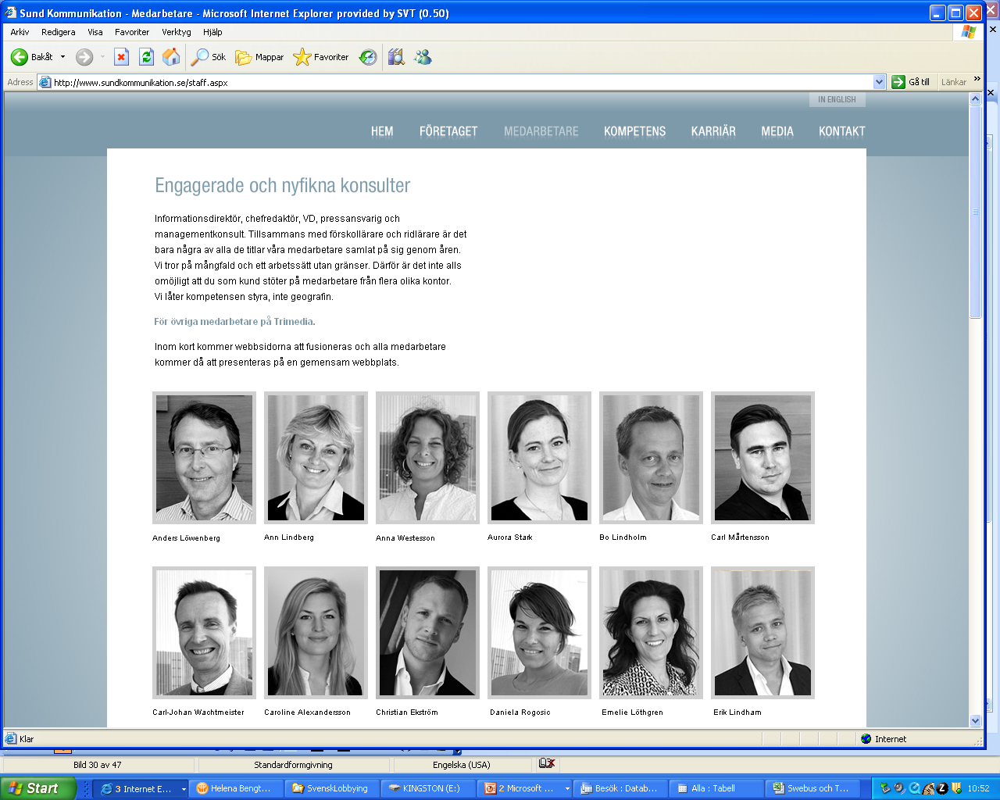 Sund Kommunikation - Medarbetare - Microsoft Internet Explorer provided by SVT (0.50)
Arkiv Redigera Visa Favoriter Verktyg Hjälp
Bakåt Sök Mappar Favoriter
Adress http://www.sundkommunikation.se/staff.aspx Gå till Länkar »
IN ENGLISH
HEM FÖRETAGET MEDARBETARE KOMPETENS KARRIÄR MEDIA KONTAKT
Engagerade och nyfikna konsulter
Informationsdirektör, chefredaktör, VD, pressansvarig och
managementkonsult. Tillsammans med förskollärare och ridlärare är det
bara några av alla de titlar våra medarbetare samlat på sig genom åren.
Vi tror på mångfald och ett arbetssätt utan gränser. Därför är det inte alls
omöjligt att du som kund stöter på medarbetare från flera olika kontor.
Vi låter kompetensen styra, inte geografin.
För övriga medarbetare på Trimedia.
Inom kort kommer webbsidorna att fusioneras och alla medarbetare
kommer då att presenteras på en gemensam webbplats.
Anders Löwenberg Ann Lindberg Anna Westesson Aurora Stark Bo Lindholm Carl Mårtensson
Carl-Johan Wachtmeister Caroline Alexandersson Christian Ekström Daniela Rogosic Emelie Löthgren Erik Lindham
Klar Internet
Bild 30 av 47 Standardformgivning Engelska (USA)
Start 3 Internet E... Helena Bengt... SvenskLobbying KINGSTON (E:) 2 Microsoft ... Besök : Datab... Alla : Tabell Swebus och T... 10:52